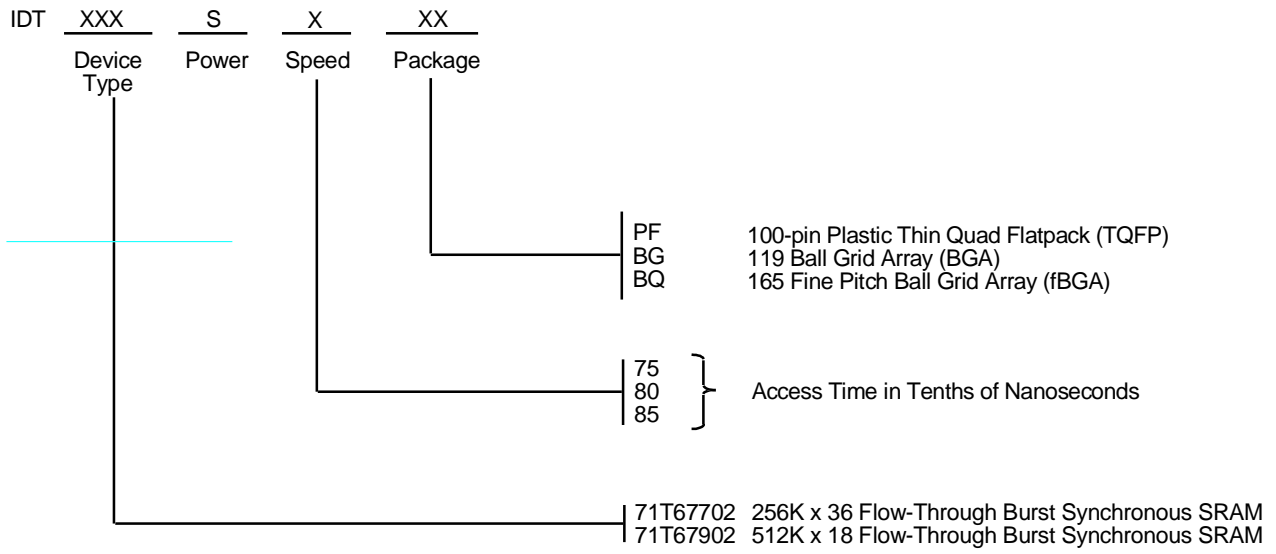 IDT XXX S X XX
Device Type Power Speed Package
PF 100-pin Plastic Thin Quad Flatpack (TQFP)
BG 119 Ball Grid Array (BGA)
BQ 165 Fine Pitch Ball Grid Array (fBGA)
75
80 Access Time in Tenths of Nanoseconds
85
71T67702 256K x 36 Flow-Through Burst Synchronous SRAM
71T67902 512K x 18 Flow-Through Burst Synchronous SRAM